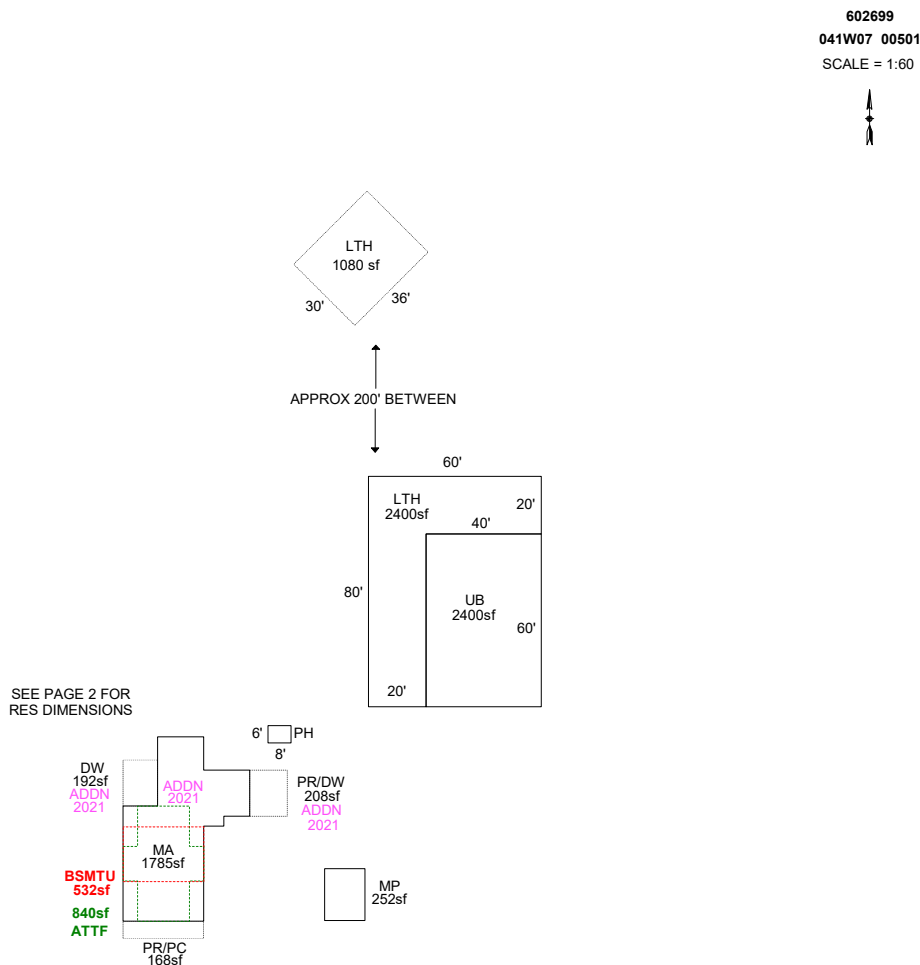 602699
041W07 00501
SCALE = 1:60
LTH
1080 sf
30'
36'
APPROX 200' BETWEEN
60'
LTH
2400sf
20'
40'
80'
UB
2400sf
60'
20'
SEE PAGE 2 FOR
RES DIMENSIONS
6'
PH
8'
DW
192sf
ADDN
2021
ADDN
2021
PR/DW
208sf
ADDN
2021
MA
1785sf
BSMTU
532sf
840sf
ATTF
MP
252sf
PR/PC
168sf